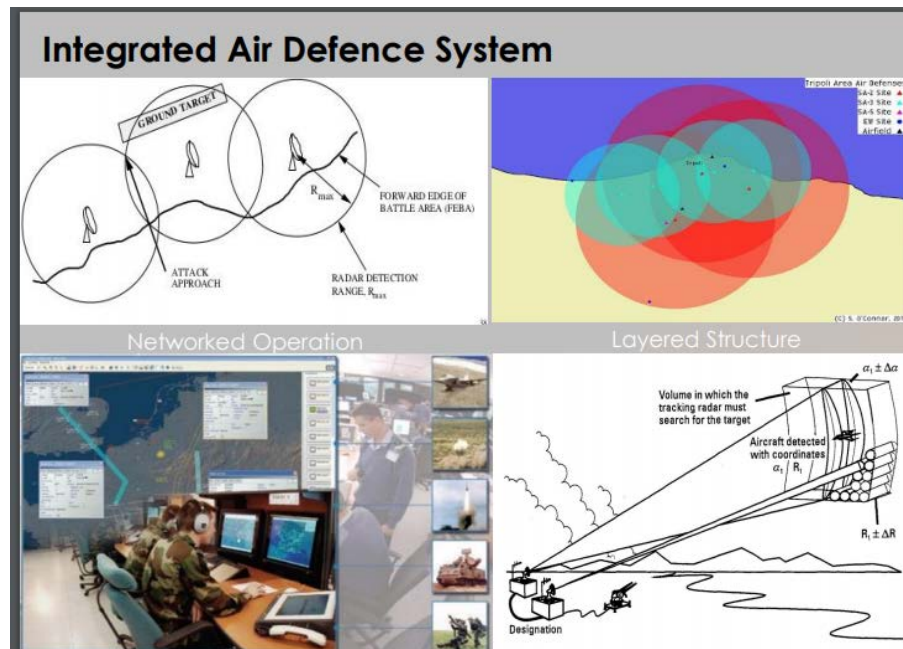 Integrated Air Defence System
GROUND TARGET
R max
FORWARD EDGE OF
BATTLE AREA (FEBA)
ATTACK
APPROACH
RADAR DETECTION
RANGE, R max
Tripoli Area Air Defenses
SA-2 Site
SA-3 Site
SA-5 Site
EW Site
Airfield
Tripoli
Networked Operation
Layered Structure
α₁ ± Δα
Volume in which the
tracking radar must
search for the target
Aircraft detected
with coordinates
α₁ / R₁
R₁ ± ΔR
Designation